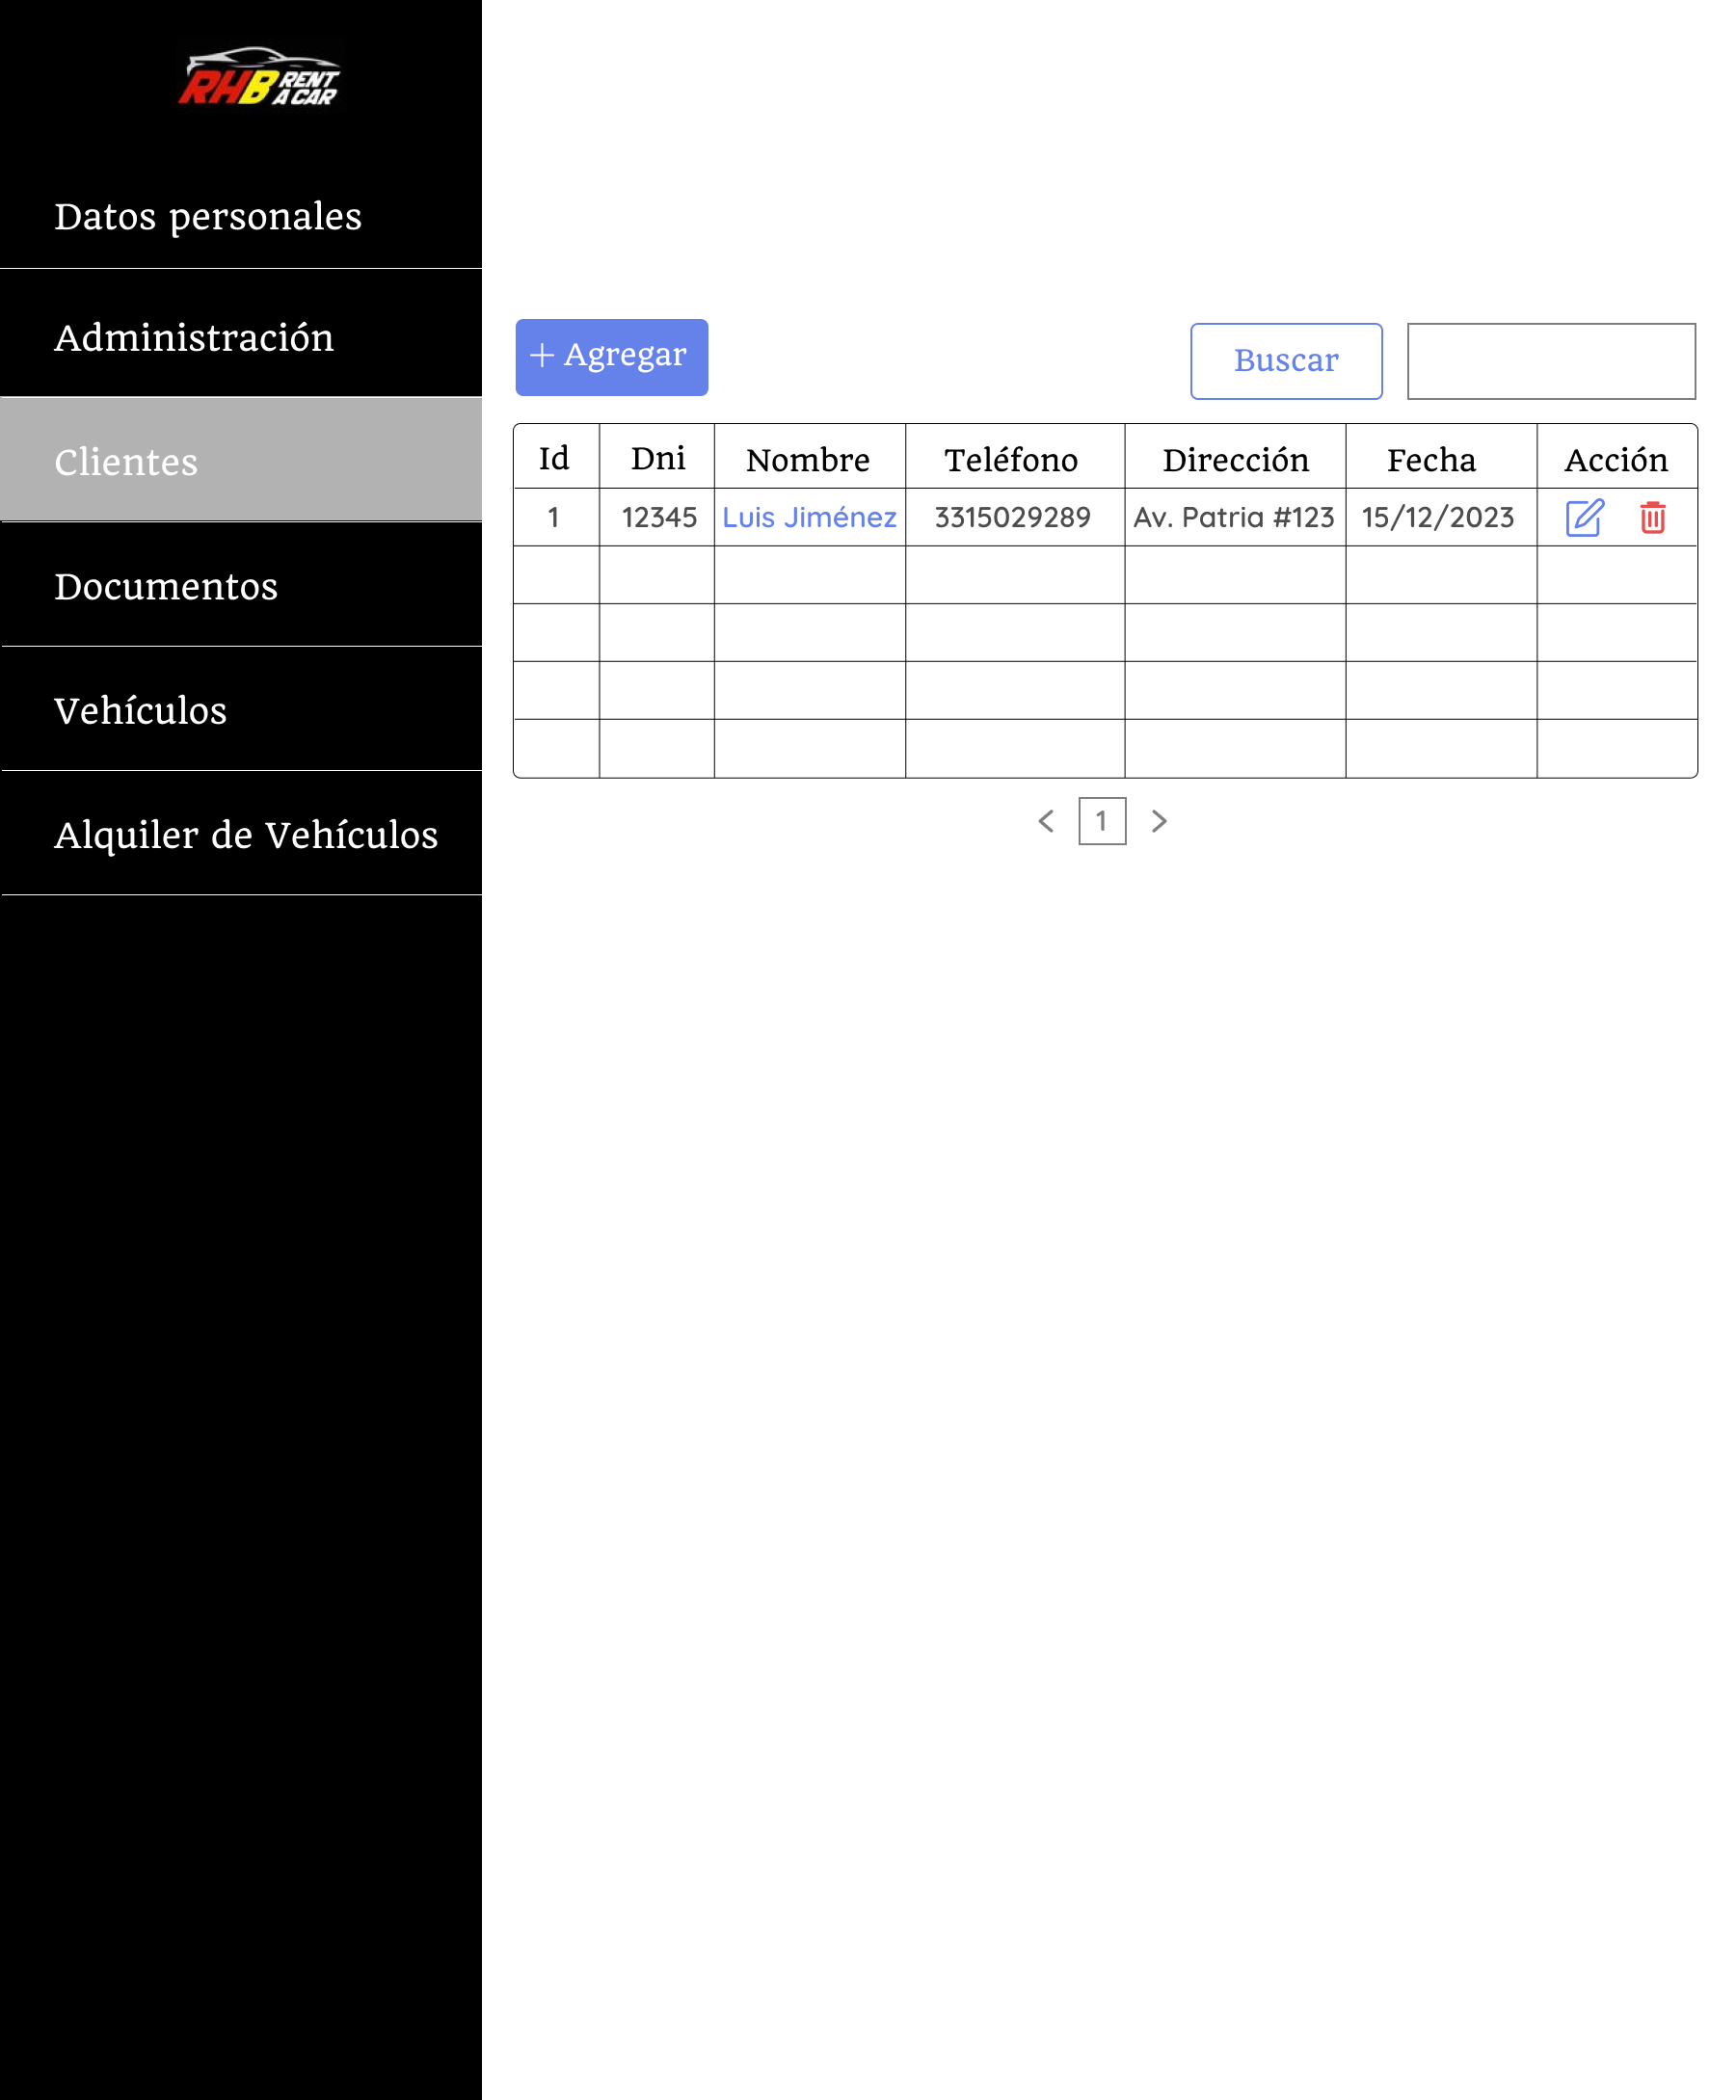 RHB RENT
A CAR
Datos personales
Administración
Clientes
Documentos
Vehículos
Alquiler de Vehículos
+ Agregar
Buscar
Id Dni Nombre Teléfono Dirección Fecha Acción
1 12345 Luis Jiménez 3315029289 Av. Patria #123 15/12/2023
< 1 >